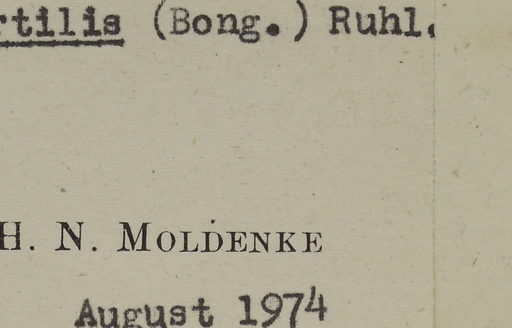 rtilis (Bong.) Ruhl.
H. N. MOLDENKE
August 1974